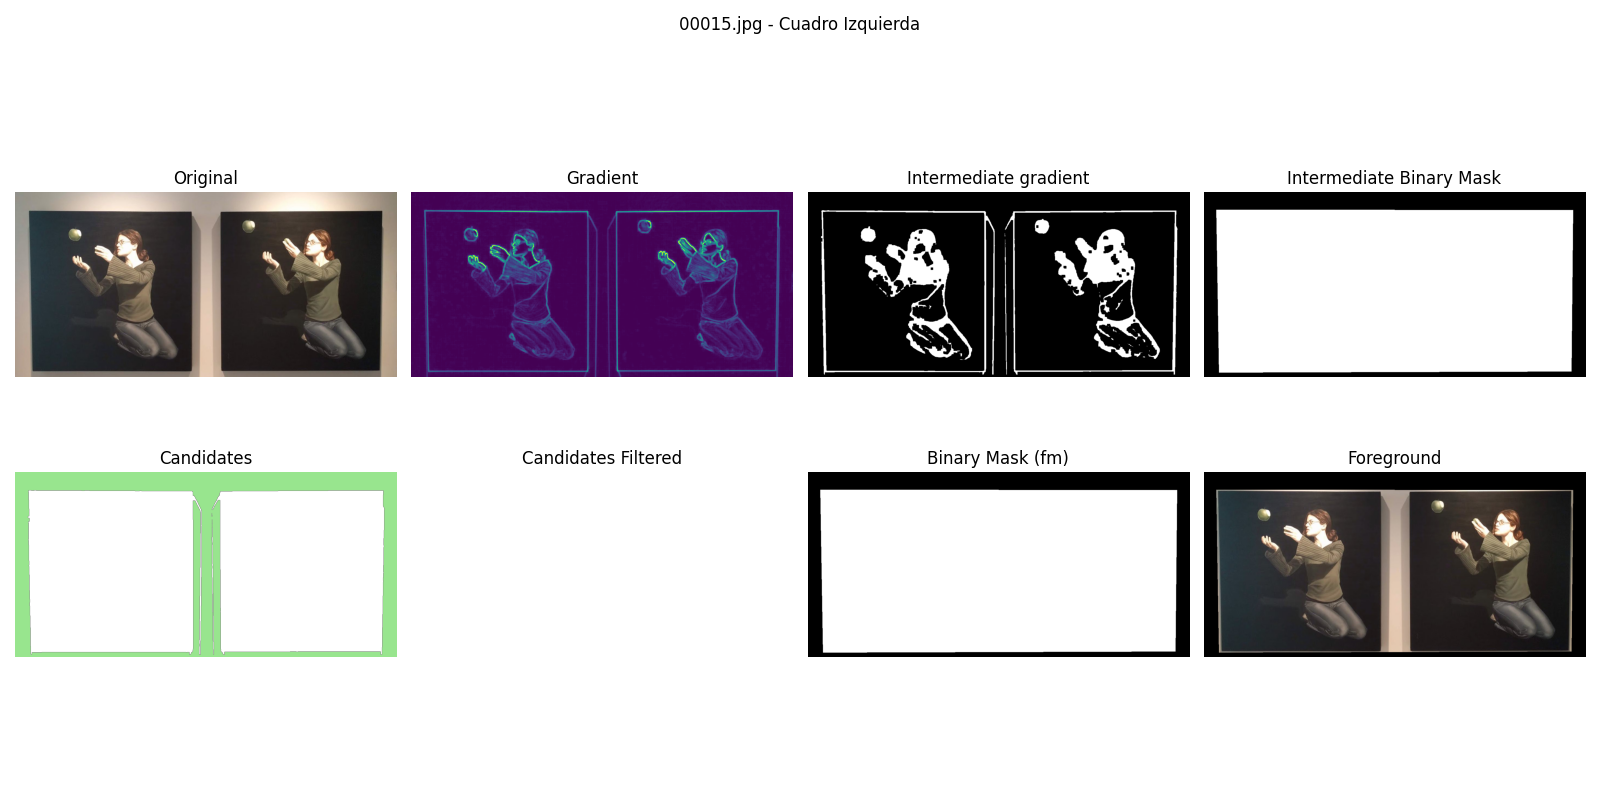 00015.jpg - Cuadro Izquierda
Original
Gradient
Intermediate gradient
Intermediate Binary Mask
Candidates
Candidates Filtered
Binary Mask (fm)
Foreground